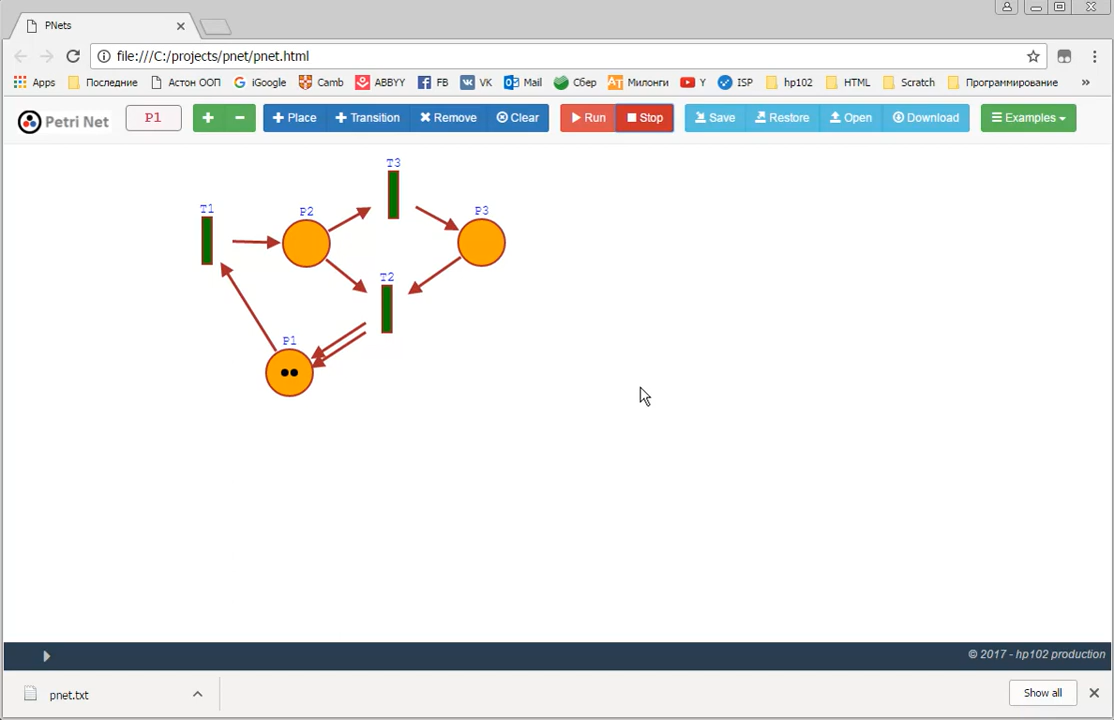 PNets
file:///C:/projects/pnet/pnet.html
Apps Последние Астон ООП iGoogle Camb ABBYY FB VK Mail Сбер Милонги Y ISP hp102 HTML Scratch Программирование »
Petri Net P1 + − + Place + Transition Remove Clear Run Stop Save Restore Open Download Examples
T3
T1 P2 P3
T2
P1
© 2017 - hp102 production
pnet.txt Show all